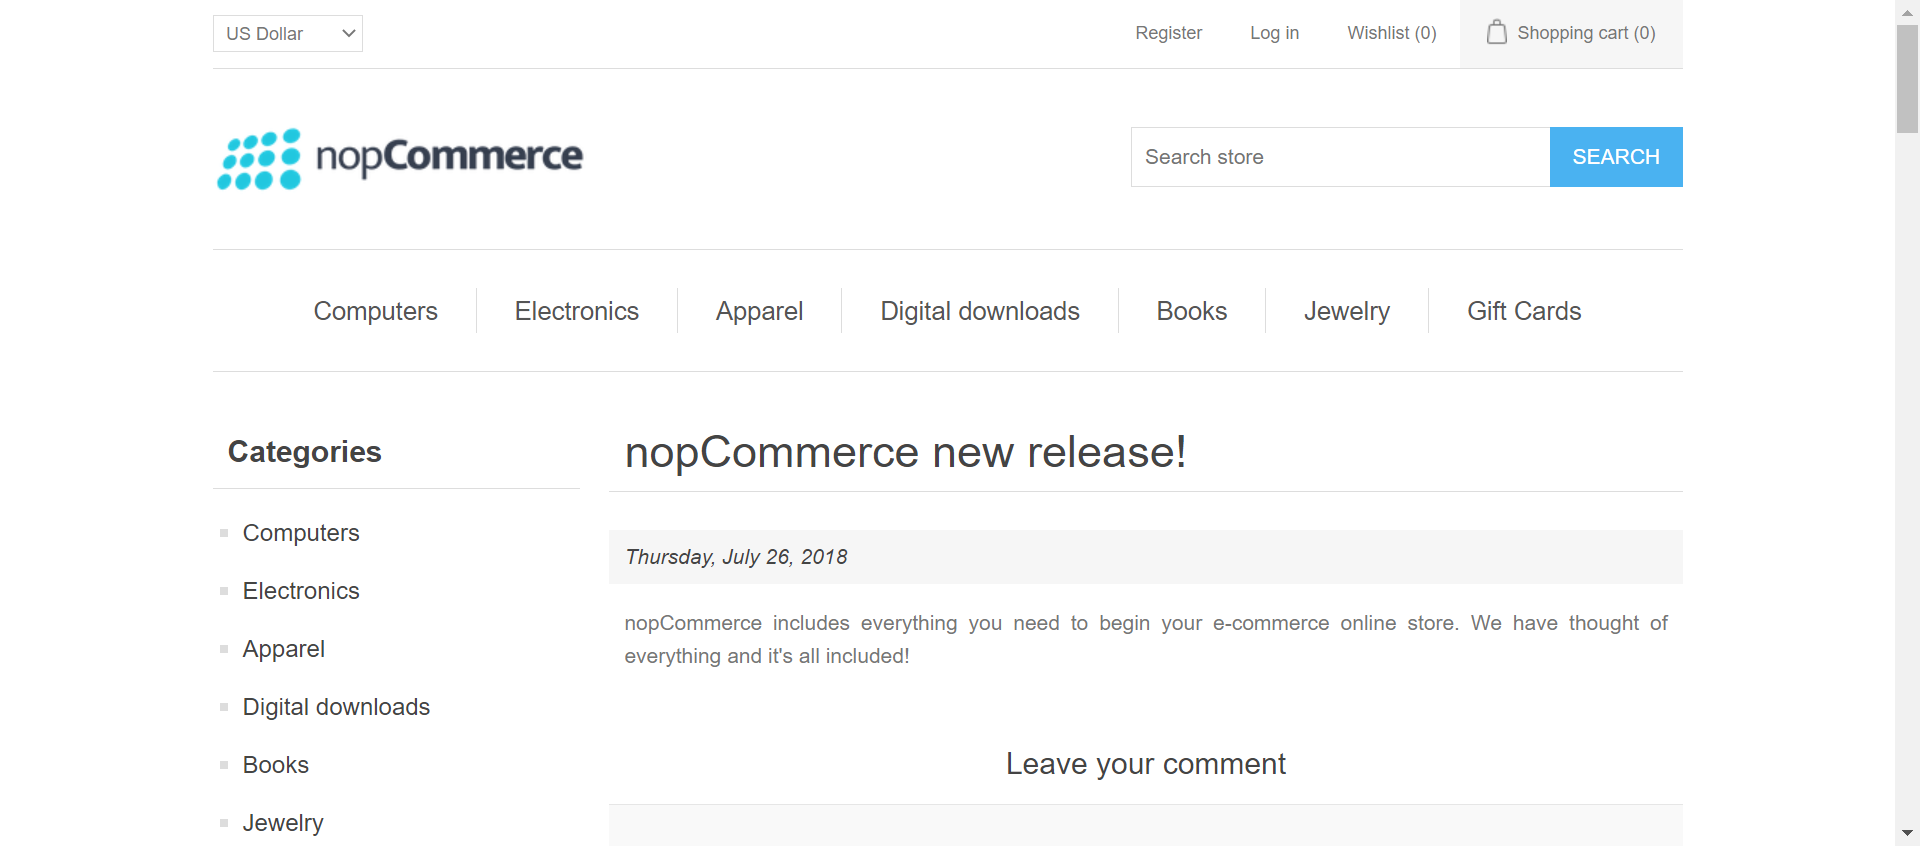 US Dollar
Register
Log in
Wishlist (0)
Shopping cart (0)
nopCommerce
Search store
SEARCH
Computers
Electronics
Apparel
Digital downloads
Books
Jewelry
Gift Cards
Categories
Computers
Electronics
Apparel
Digital downloads
Books
Jewelry
nopCommerce new release!
Thursday, July 26, 2018
nopCommerce includes everything you need to begin your e-commerce online store. We have thought of
everything and it's all included!
Leave your comment